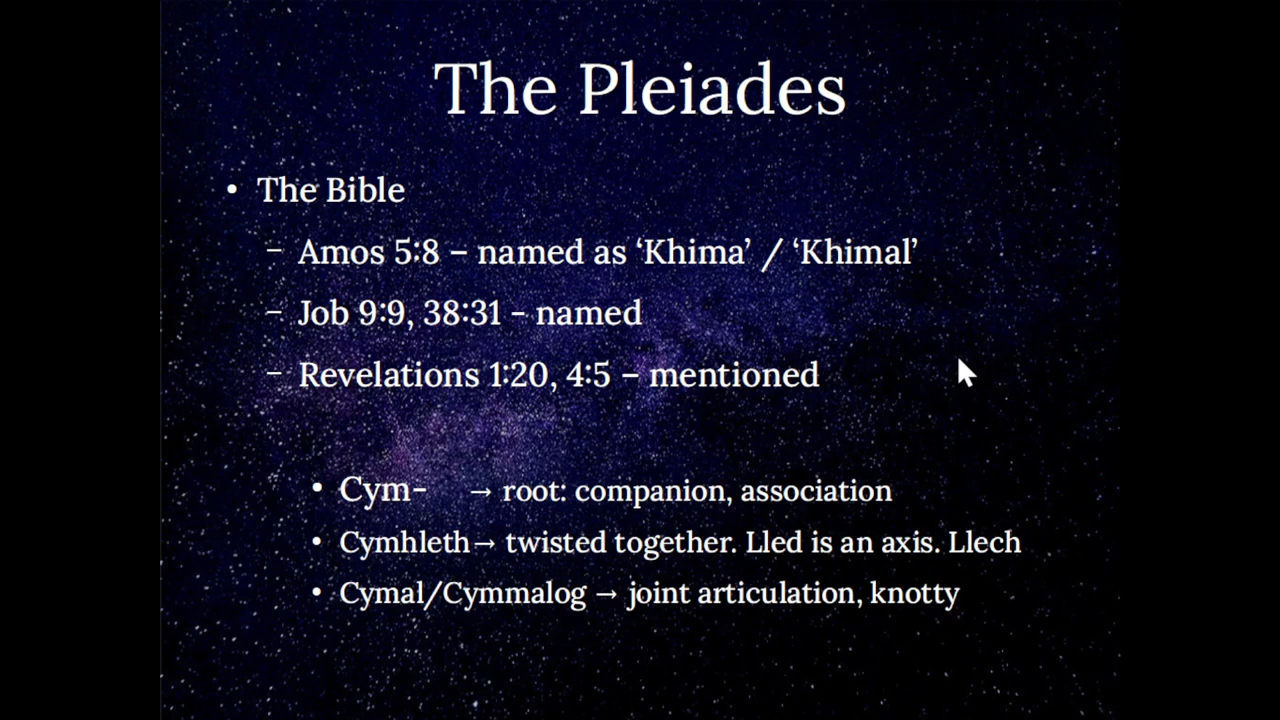 The Pleiades
• The Bible
– Amos 5:8 – named as ‘Khima’ / ‘Khimal’
– Job 9:9, 38:31 – named
– Revelations 1:20, 4:5 – mentioned
• Cym- → root: companion, association
• Cymhleth→ twisted together. Lled is an axis. Llech
• Cymal/Cymmalog → joint articulation, knotty